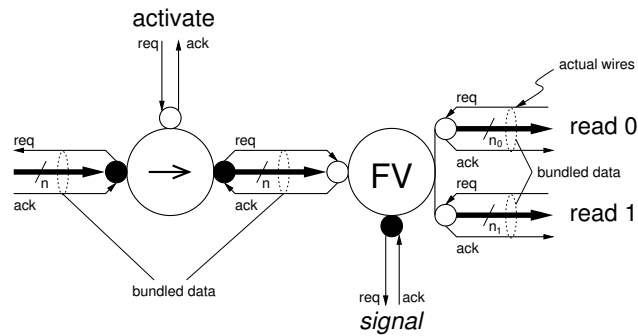 activate
req ack
actual wires
req
read 0
n0
ack
req
n
ack
→
req
n
ack
FV
bundled data
req
read 1
n1
ack
bundled data
req ack
signal